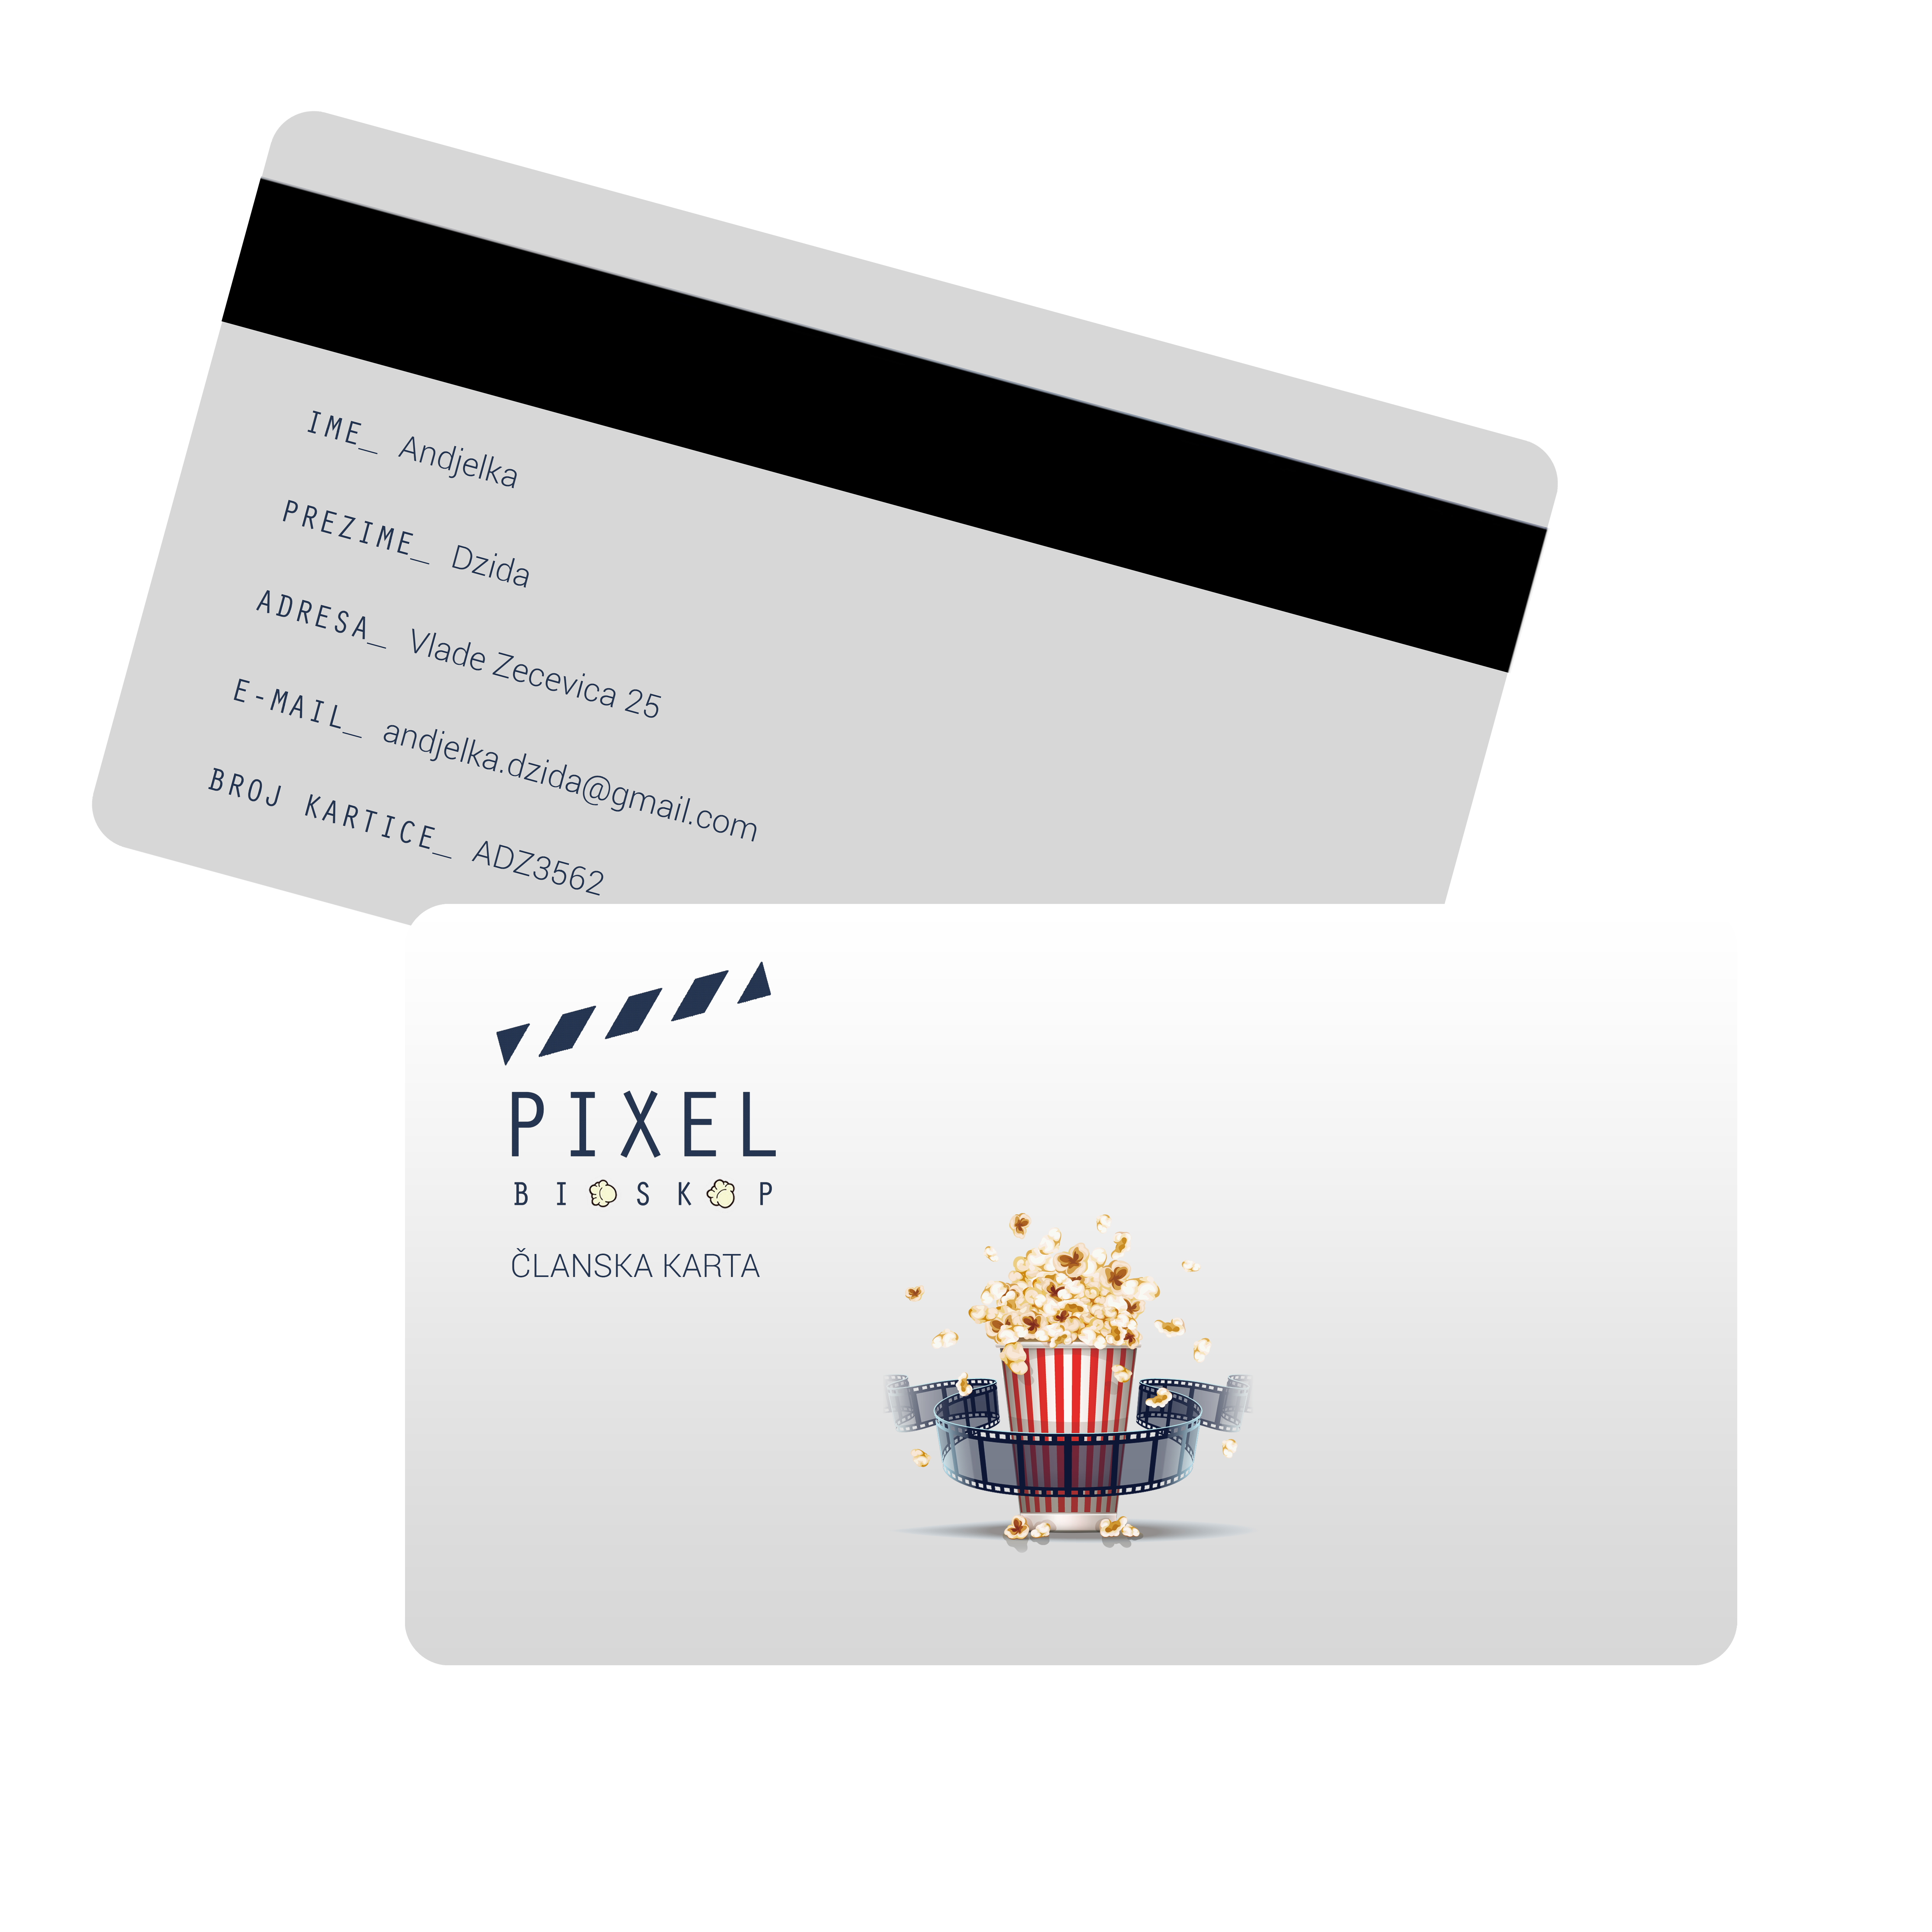 IME_ Andjelka
PREZIME_ Dzida
ADRESA_ Vlade Zecevica 25
E-MAIL_ andjelka.dzida@gmail.com
BROJ KARTICE_ ADZ3562
PIXEL
BIOSKOP
ČLANSKA KARTA